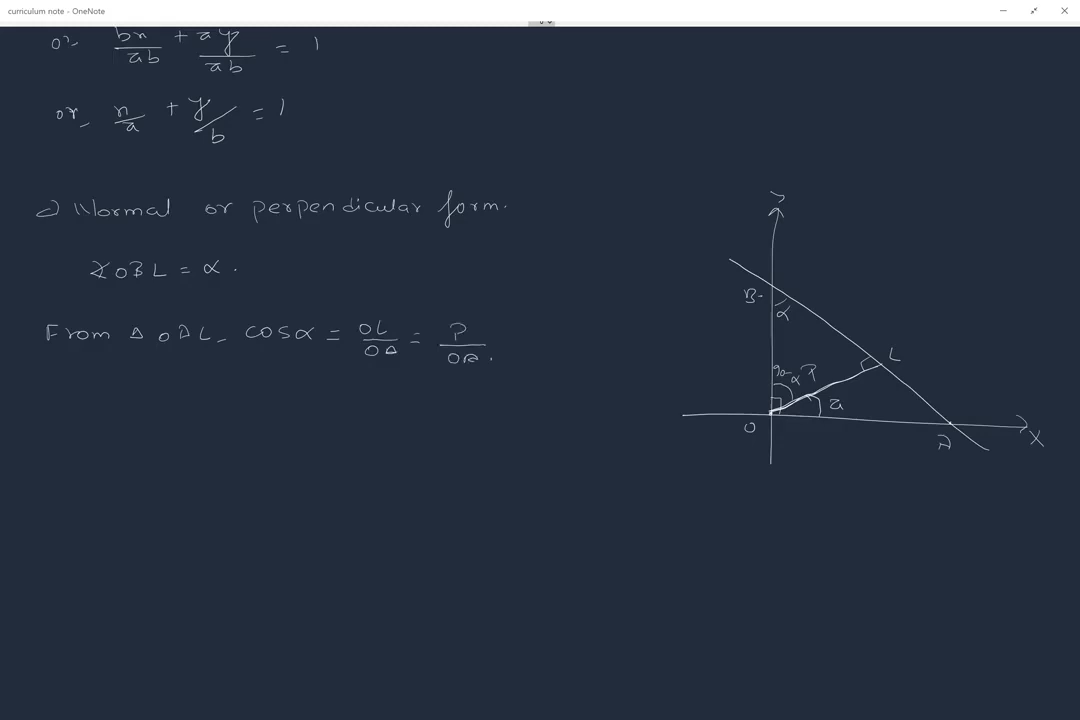 curriculum note - OneNote
or, bx/ab + ay/ab = 1
or, x/a + y/b = 1
c) Normal or perpendicular form.
∡OBL = α.
From Δ OAL, cosα = OL/OA = P/OA.
Y
B
α
L
90-α
P
α
O
A
X